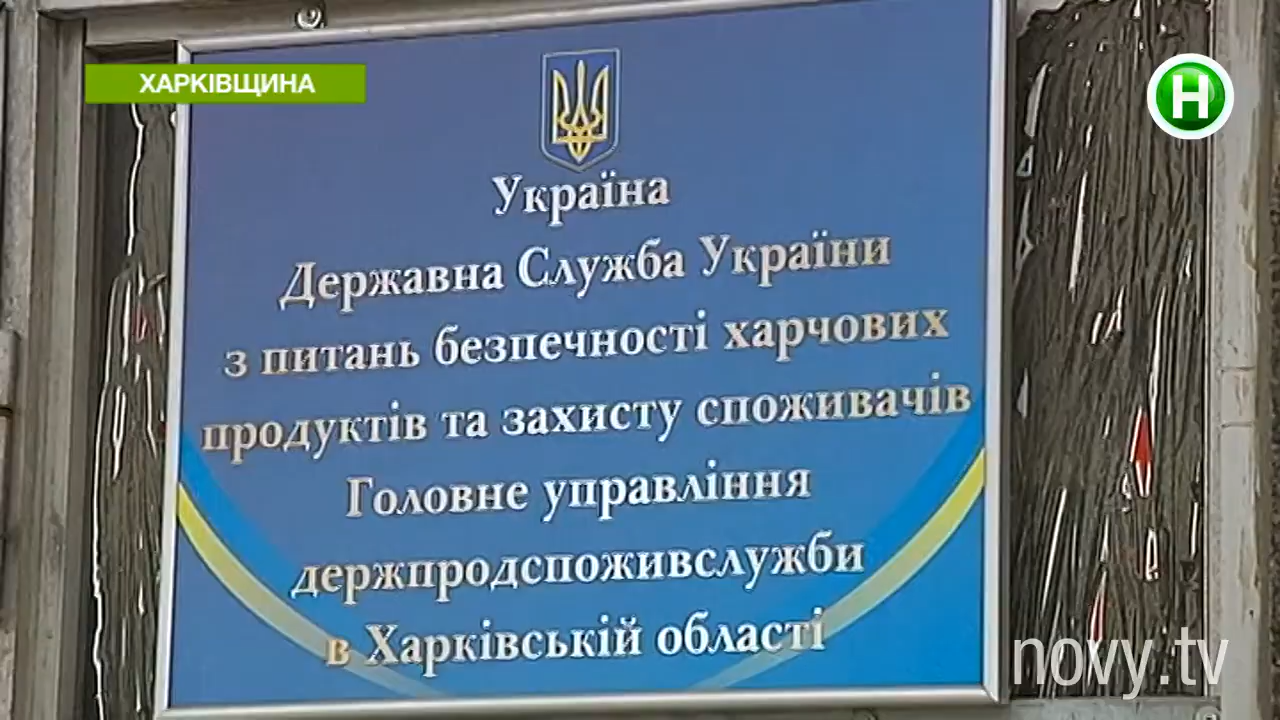 ХАРКІВЩИНА
Н
Україна
Державна Служба України
з питань безпечності харчових
продуктів та захисту споживачів
Головне управління
держпродспоживслужби
в Харківській області
novy.tv